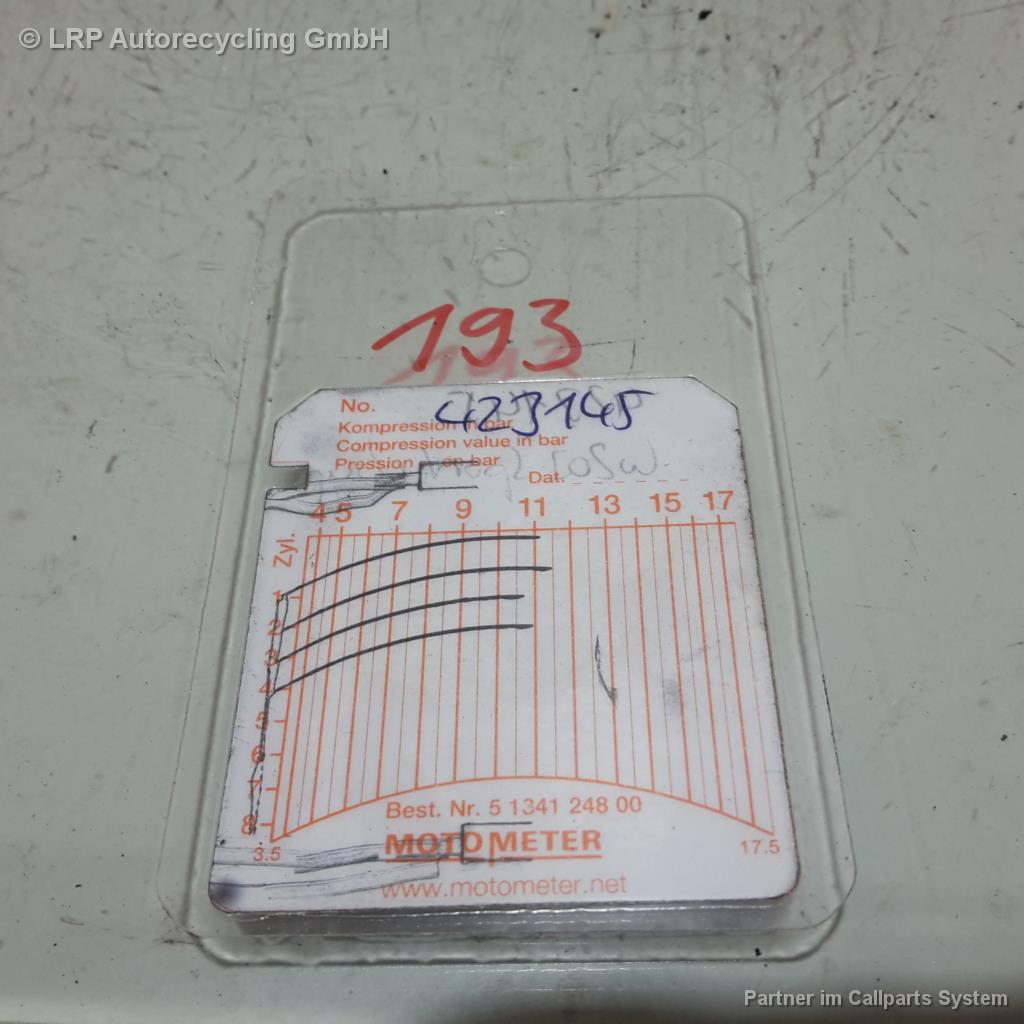 © LRP Autorecycling GmbH
193
No. 423145
Kompression in bar
Compression value in bar
Pression en bar
Dat.
4 5 7 9 11 13 15 17
Zyl.
1
2
3
4
5
6
7
8
3.5 17.5
Best. Nr. 5 1341 248 00
MOTOMETER
www.motometer.net
Partner im Callparts System